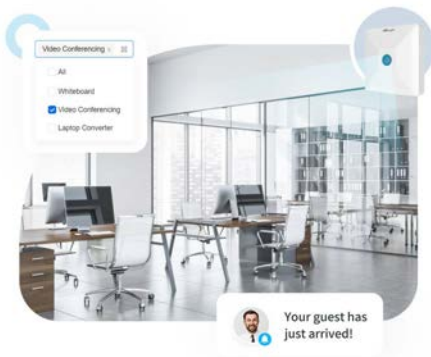 Video Conferencing
All
Whiteboard
Video Conferencing
Laptop Converter
Your guest has
just arrived!